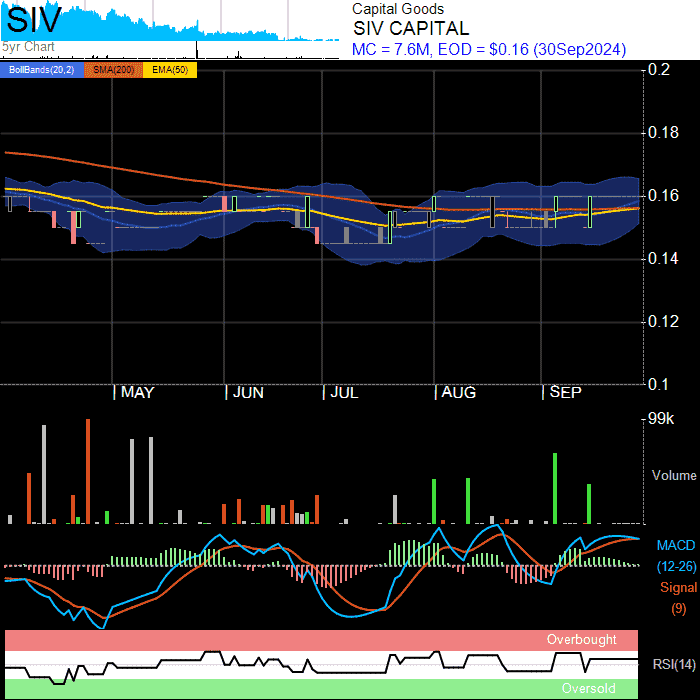 SIV
5yr Chart
Capital Goods
SIV CAPITAL
MC = 7.6M, EOD = $0.16 (30Sep2024)
BollBands(20,2) SMA(200) EMA(50)
0.2
0.18
0.16
0.14
0.12
0.1
MAY JUN JUL AUG SEP
99k
Volume
MACD
(12-26)
Signal
(9)
Overbought
RSI(14)
Oversold